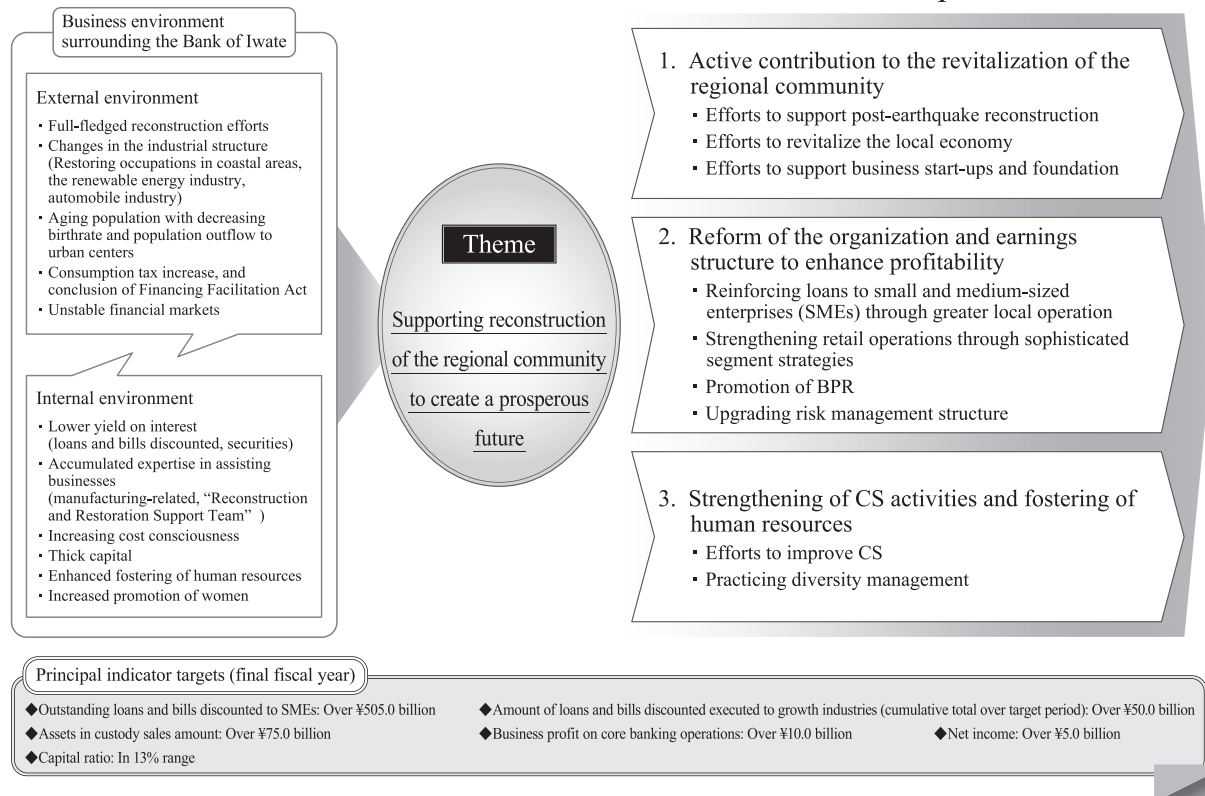 Business environment
surrounding the Bank of Iwate
External environment
・Full-fledged reconstruction efforts
・Changes in the industrial structure
(Restoring occupations in coastal areas,
the renewable energy industry,
automobile industry)
・Aging population with decreasing
birthrate and population outflow to
urban centers
・Consumption tax increase, and
conclusion of Financing Facilitation Act
・Unstable financial markets
Internal environment
・Lower yield on interest
(loans and bills discounted, securities)
・Accumulated expertise in assisting
businesses
(manufacturing-related, “Reconstruction
and Restoration Support Team” )
・Increasing cost consciousness
・Thick capital
・Enhanced fostering of human resources
・Increased promotion of women
Theme
Supporting reconstruction
of the regional community
to create a prosperous
future
1. Active contribution to the revitalization of the
regional community
・Efforts to support post-earthquake reconstruction
・Efforts to revitalize the local economy
・Efforts to support business start-ups and foundation
2. Reform of the organization and earnings
structure to enhance profitability
・Reinforcing loans to small and medium-sized
enterprises (SMEs) through greater local operation
・Strengthening retail operations through sophisticated
segment strategies
・Promotion of BPR
・Upgrading risk management structure
3. Strengthening of CS activities and fostering of
human resources
・Efforts to improve CS
・Practicing diversity management
Principal indicator targets (final fiscal year)
◆Outstanding loans and bills discounted to SMEs: Over ¥505.0 billion
◆Amount of loans and bills discounted executed to growth industries (cumulative total over target period): Over ¥50.0 billion
◆Assets in custody sales amount: Over ¥75.0 billion
◆Business profit on core banking operations: Over ¥10.0 billion
◆Net income: Over ¥5.0 billion
◆Capital ratio: In 13% range